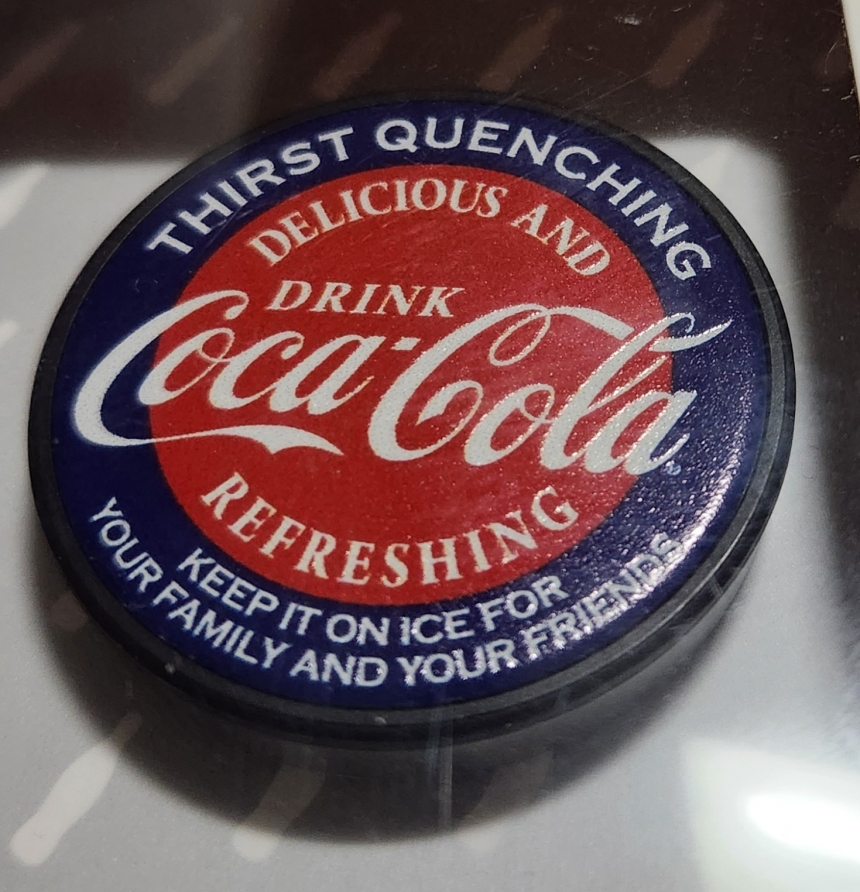 THIRST QUENCHING
DELICIOUS AND
DRINK
Coca-Cola
REFRESHING
KEEP IT ON ICE FOR
YOUR FAMILY AND YOUR FRIENDS